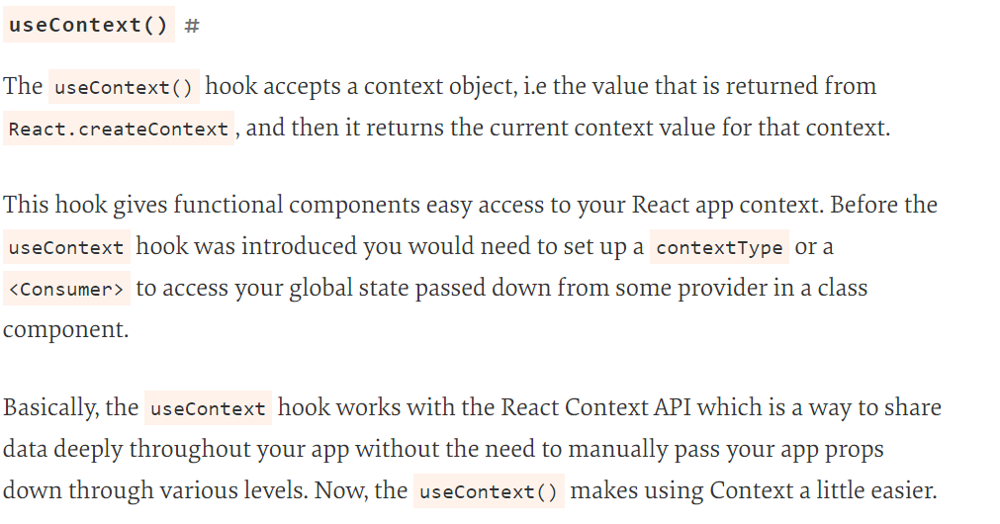 useContext() #
The useContext() hook accepts a context object, i.e the value that is returned from
React.createContext, and then it returns the current context value for that context.
This hook gives functional components easy access to your React app context. Before the
useContext hook was introduced you would need to set up a contextType or a
<Consumer> to access your global state passed down from some provider in a class
component.
Basically, the useContext hook works with the React Context API which is a way to share
data deeply throughout your app without the need to manually pass your app props
down through various levels. Now, the useContext() makes using Context a little easier.